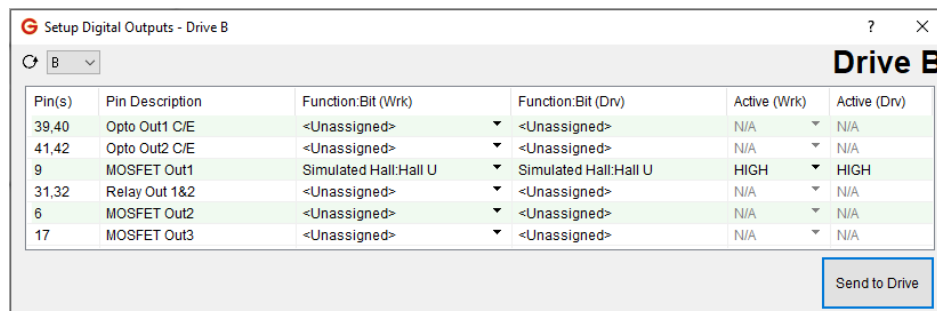 G Setup Digital Outputs - Drive B ?
B
Drive B
Pin(s) Pin Description Function:Bit (Wrk) Function:Bit (Drv) Active (Wrk) Active (Drv)
39,40 Opto Out1 C/E <Unassigned> <Unassigned> N/A N/A
41,42 Opto Out2 C/E <Unassigned> <Unassigned> N/A N/A
9 MOSFET Out1 Simulated Hall:Hall U Simulated Hall:Hall U HIGH HIGH
31,32 Relay Out 1&2 <Unassigned> <Unassigned> N/A N/A
6 MOSFET Out2 <Unassigned> <Unassigned> N/A N/A
17 MOSFET Out3 <Unassigned> <Unassigned> N/A N/A
Send to Drive